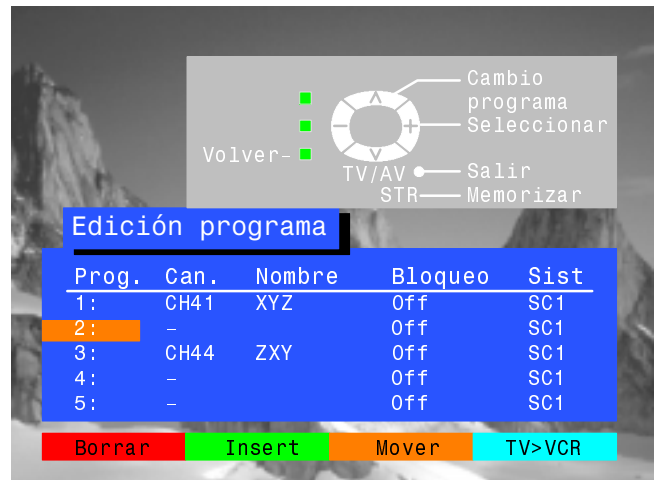 Cambio
programa
Seleccionar
Volver
TV/AV Salir
STR Memorizar
Edición programa
Prog. Can. Nombre Bloqueo Sist
1: CH41 XYZ Off SC1
2: – Off SC1
3: CH44 ZXY Off SC1
4: – Off SC1
5: – Off SC1
Borrar Insert Mover TV>VCR